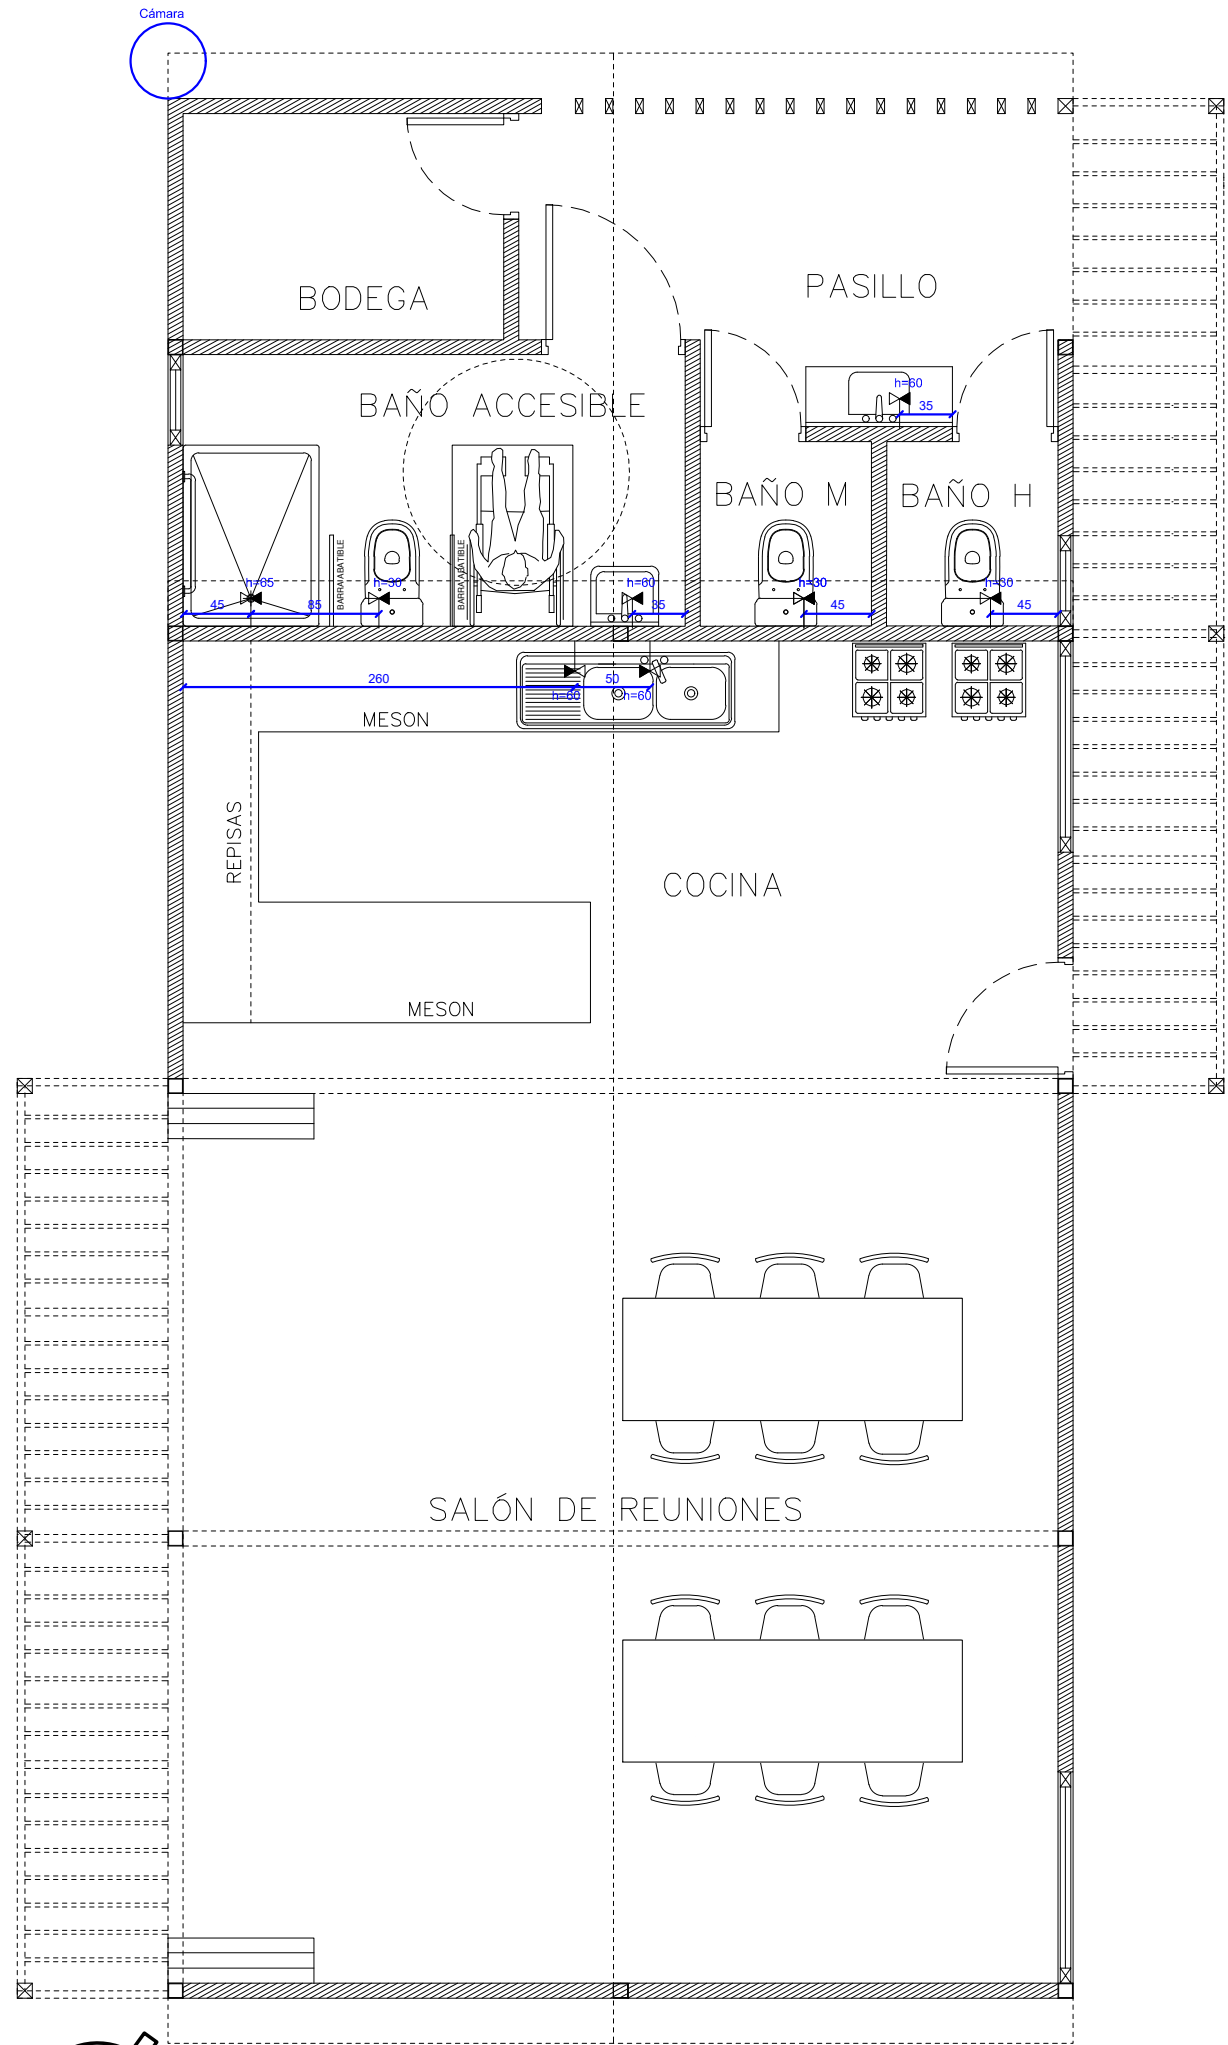 Cámara
BODEGA
PASILLO
BAÑO ACCESIBLE
h=60
35
BAÑO M
BAÑO H
BARRA ABATIBLE
BARRA ABATIBLE
h=65
h=30
h=60
h=30
h=30
45
85
35
45
45
260
50
h=60
h=60
MESON
REPISAS
COCINA
MESON
SALÓN DE REUNIONES